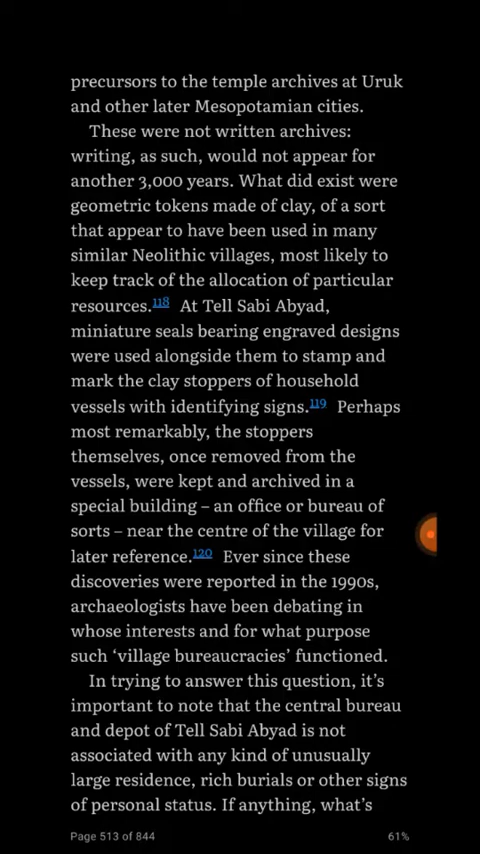 precursors to the temple archives at Uruk
and other later Mesopotamian cities.
These were not written archives:
writing, as such, would not appear for
another 3,000 years. What did exist were
geometric tokens made of clay, of a sort
that appear to have been used in many
similar Neolithic villages, most likely to
keep track of the allocation of particular
resources.118 At Tell Sabi Abyad,
miniature seals bearing engraved designs
were used alongside them to stamp and
mark the clay stoppers of household
vessels with identifying signs.119 Perhaps
most remarkably, the stoppers
themselves, once removed from the
vessels, were kept and archived in a
special building – an office or bureau of
sorts – near the centre of the village for
later reference.120 Ever since these
discoveries were reported in the 1990s,
archaeologists have been debating in
whose interests and for what purpose
such ‘village bureaucracies’ functioned.
In trying to answer this question, it’s
important to note that the central bureau
and depot of Tell Sabi Abyad is not
associated with any kind of unusually
large residence, rich burials or other signs
of personal status. If anything, what’s
Page 513 of 844 61%